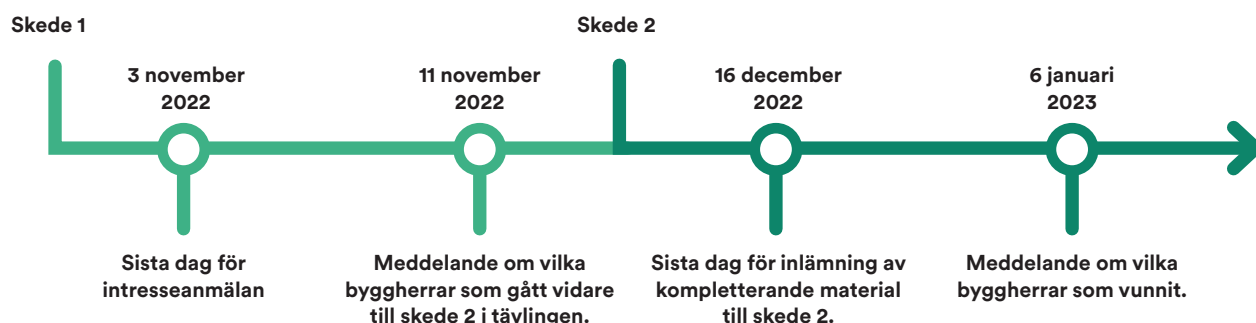 Skede 1
Skede 2
3 november
2022
11 november
2022
16 december
2022
6 januari
2023
Sista dag för
intresseanmälan
Meddelande om vilka
byggherrar som gått vidare
till skede 2 i tävlingen.
Sista dag för inlämning av
kompletterande material
till skede 2.
Meddelande om vilka
byggherrar som vunnit.